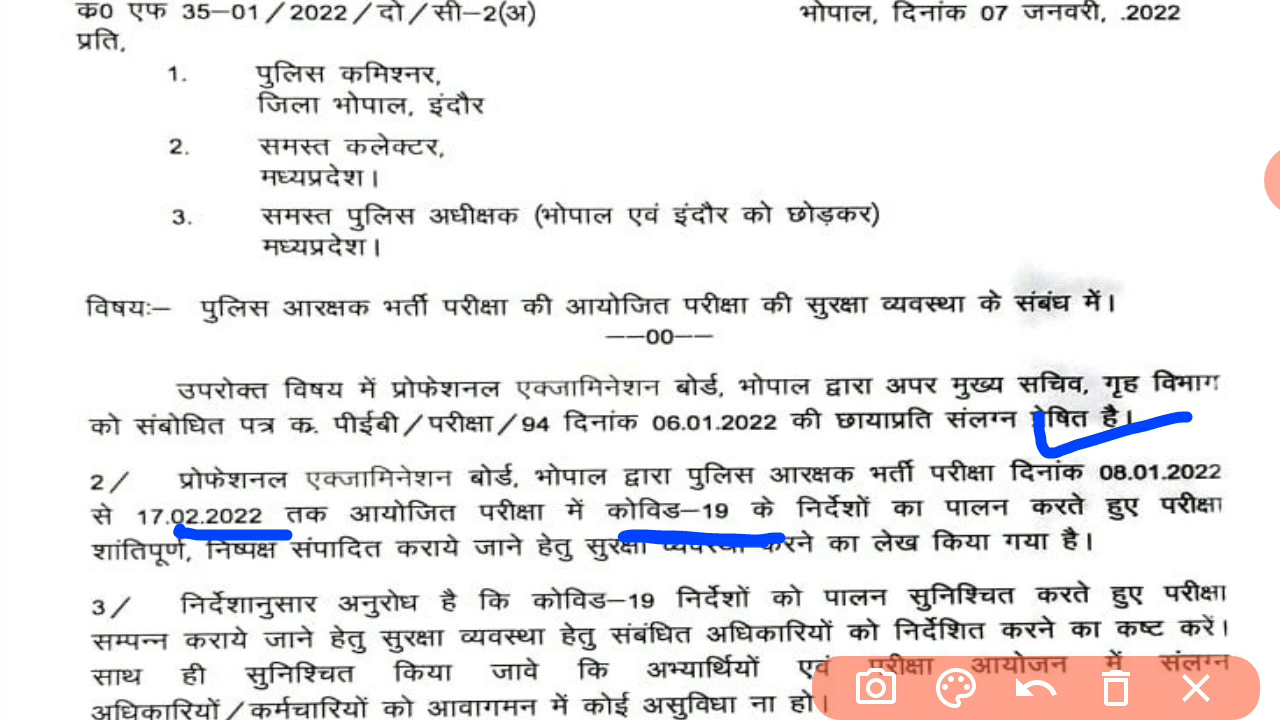 क0 एफ 35–01/2022/दो/सी–2(अ) भोपाल, दिनांक 07 जनवरी, .2022
प्रति,
1. पुलिस कमिश्नर,
जिला भोपाल, इंदौर
2. समस्त कलेक्टर,
मध्यप्रदेश।
3. समस्त पुलिस अधीक्षक (भोपाल एवं इंदौर को छोड़कर)
मध्यप्रदेश।
विषयः– पुलिस आरक्षक भर्ती परीक्षा की आयोजित परीक्षा की सुरक्षा व्यवस्था के संबंध में।
––00––
उपरोक्त विषय में प्रोफेशनल एक्जामिनेशन बोर्ड, भोपाल द्वारा अपर मुख्य सचिव, गृह विभाग
को संबोधित पत्र क. पीईबी/परीक्षा/94 दिनांक 06.01.2022 की छायाप्रति संलग्न प्रेषित है।
2/ प्रोफेशनल एक्जामिनेशन बोर्ड, भोपाल द्वारा पुलिस आरक्षक भर्ती परीक्षा दिनांक 08.01.2022
से 17.02.2022 तक आयोजित परीक्षा में कोविड–19 के निर्देशों का पालन करते हुए परीक्षा
शांतिपूर्ण, निष्पक्ष संपादित कराये जाने हेतु सुरक्षा व्यवस्था करने का लेख किया गया है।
3/ निर्देशानुसार अनुरोध है कि कोविड–19 निर्देशों को पालन सुनिश्चित करते हुए परीक्षा
सम्पन्न कराये जाने हेतु सुरक्षा व्यवस्था हेतु संबंधित अधिकारियों को निर्देशित करने का कष्ट करें।
साथ ही सुनिश्चित किया जावे कि अभ्यार्थियों एवं परीक्षा आयोजन में संलग्न
अधिकारियों/कर्मचारियों को आवागमन में कोई असुविधा ना हो।